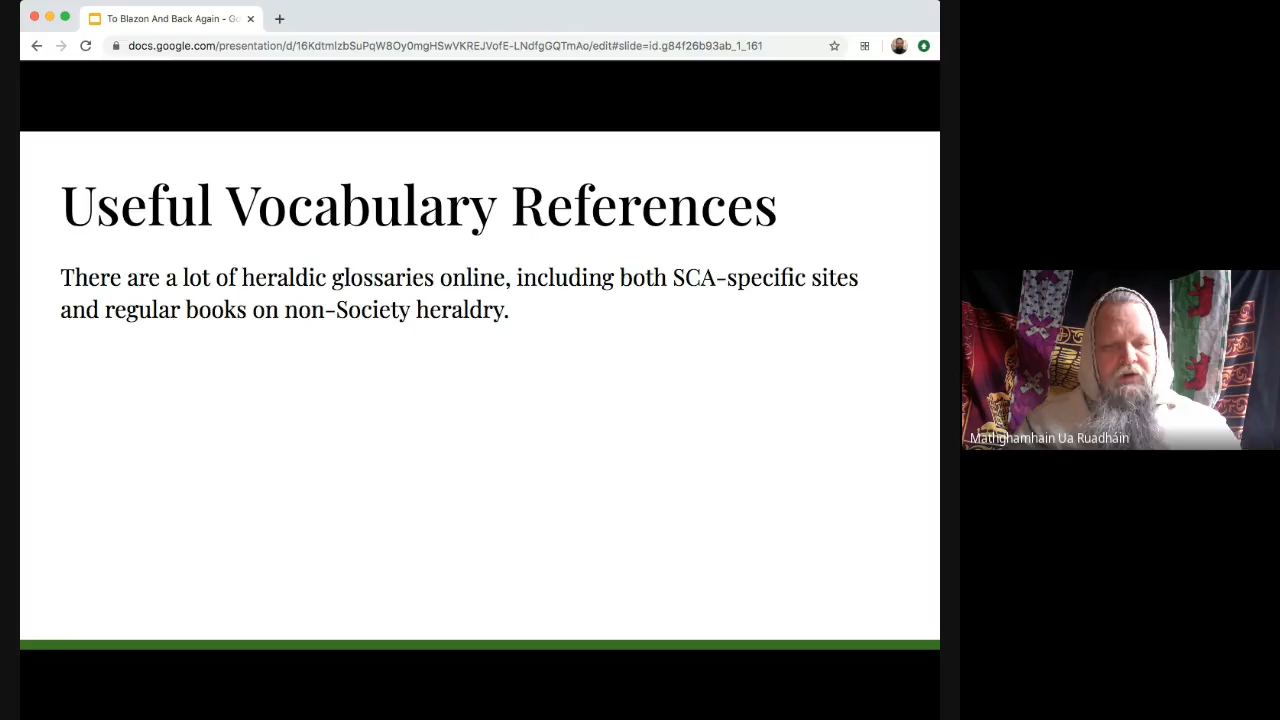 To Blazon And Back Again - Go
docs.google.com/presentation/d/16KdtmlzbSuPqW8Oy0mgHSwVKREJVofE-LNdfgGQTmAo/edit#slide=id.g84f26b93ab_1_161
Useful Vocabulary References
There are a lot of heraldic glossaries online, including both SCA-specific sites
and regular books on non-Society heraldry.
Mathghamhain Ua Ruadháin